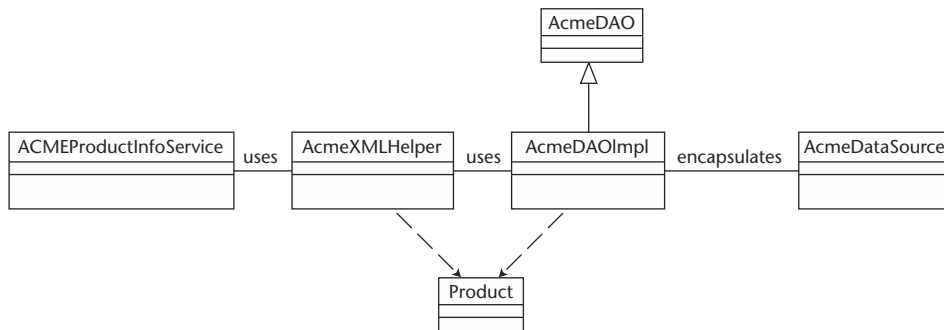 AcmeDAO
ACMEProductInfoService
uses
AcmeXMLHelper
uses
AcmeDAOImpl
encapsulates
AcmeDataSource
Product